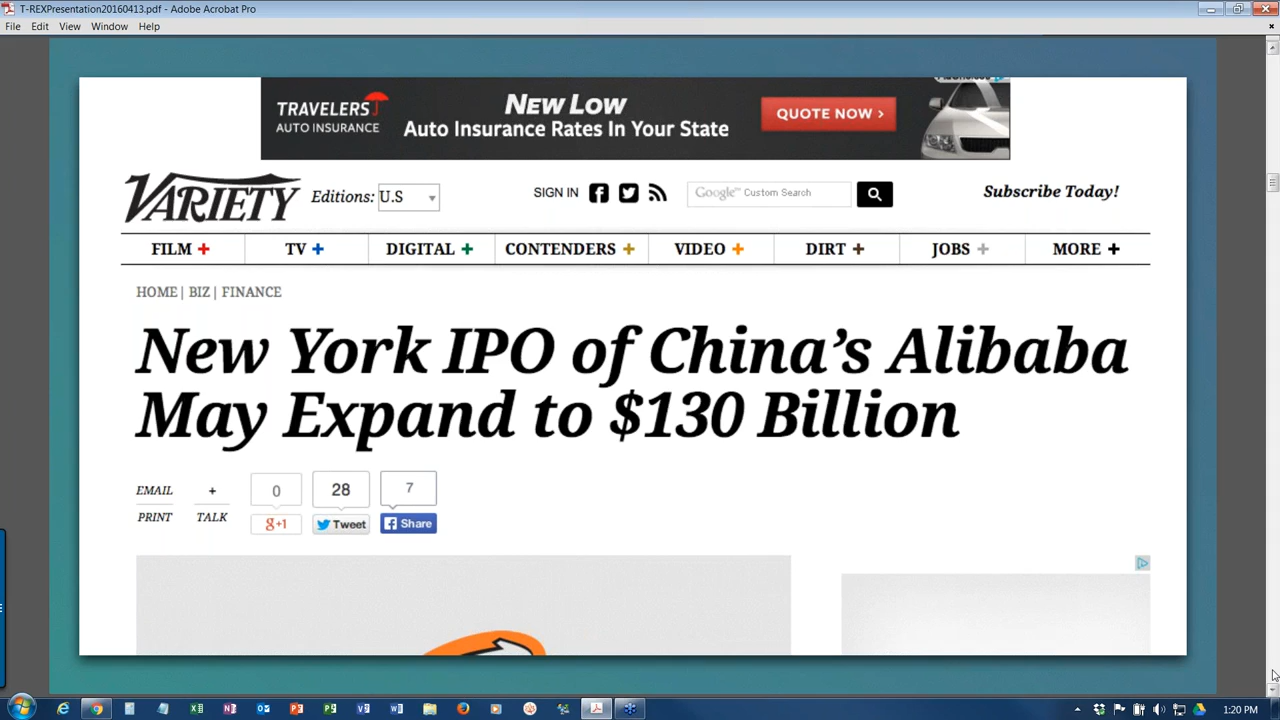 T-REXPresentation20160413.pdf - Adobe Acrobat Pro
File Edit View Window Help
TRAVELERS
AUTO INSURANCE
NEW LOW
Auto Insurance Rates In Your State
QUOTE NOW >
VARIETY
Editions: U.S
SIGN IN
Google™ Custom Search
Subscribe Today!
FILM + TV + DIGITAL + CONTENDERS + VIDEO + DIRT + JOBS + MORE +
HOME | BIZ | FINANCE
New York IPO of China's Alibaba
May Expand to $130 Billion
EMAIL + 0 28 7
PRINT TALK g+1 Tweet Share
1:20 PM